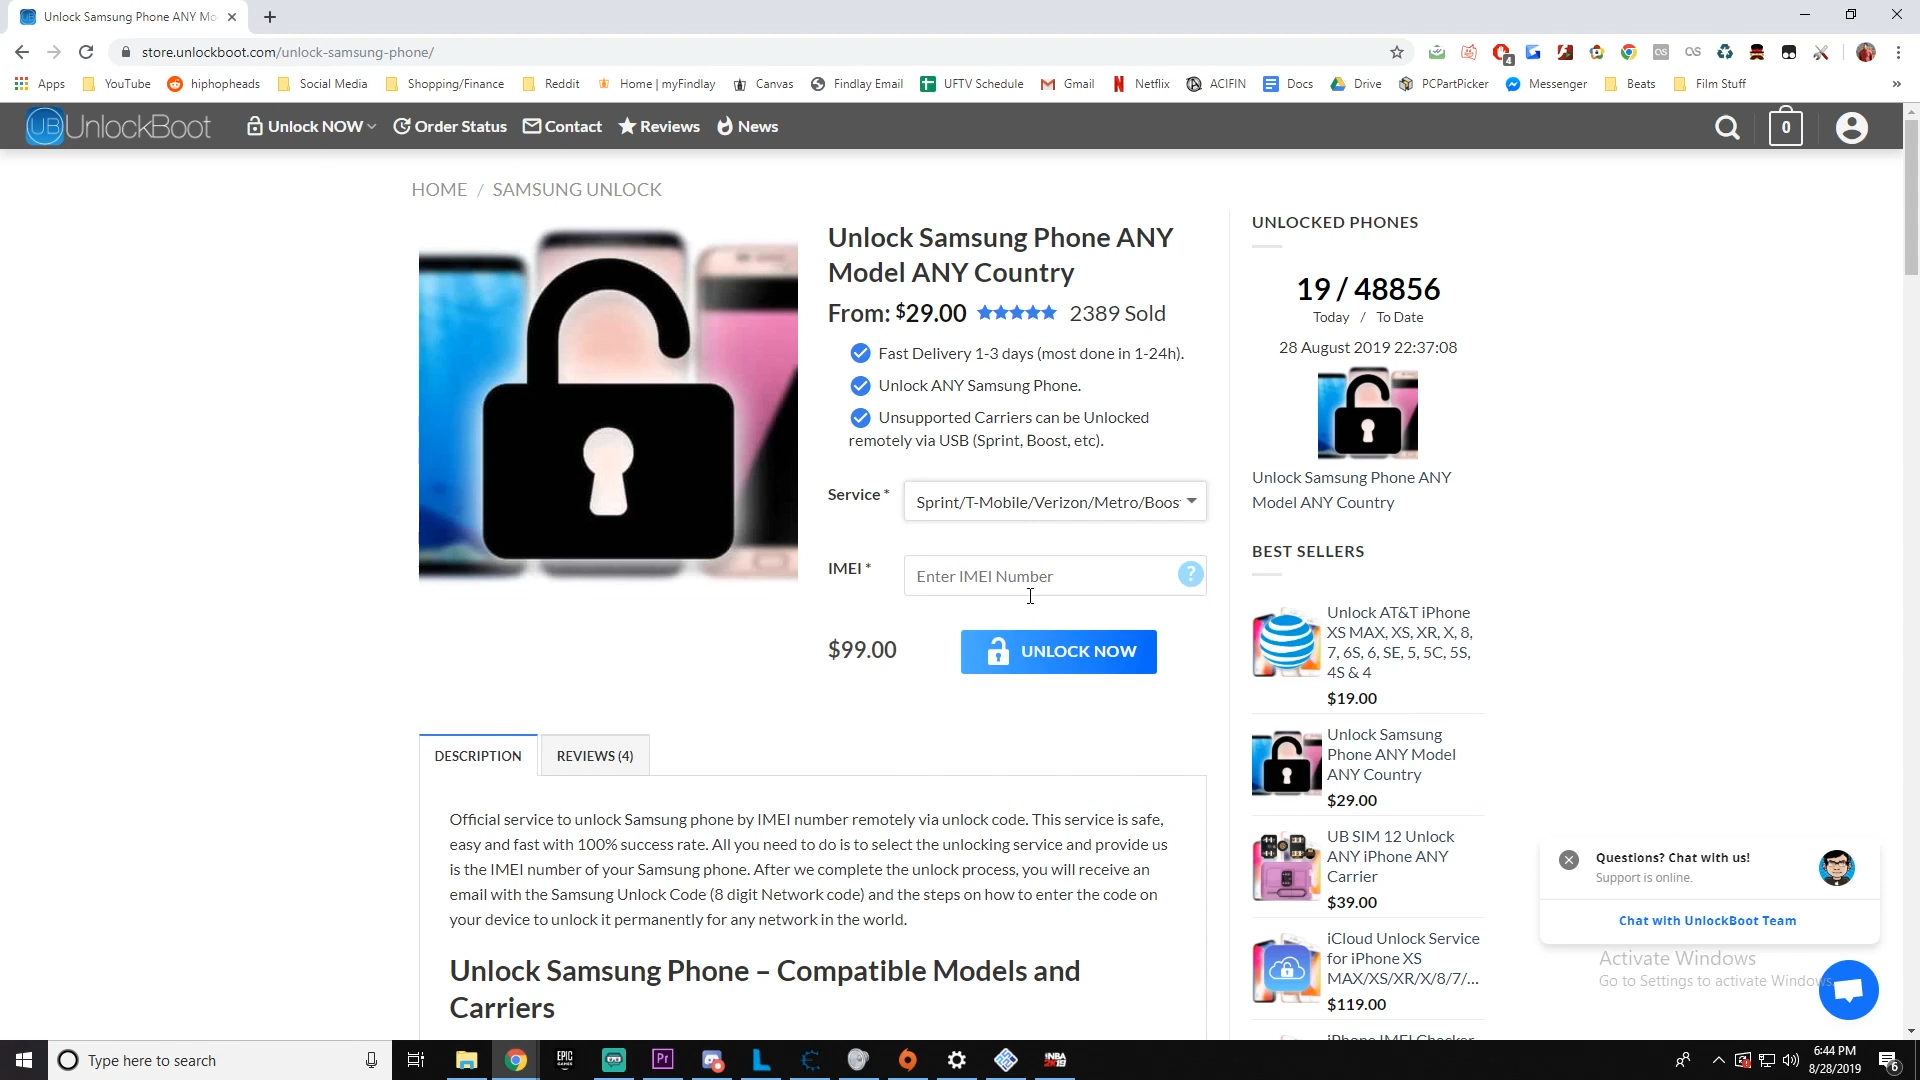 Unlock Samsung Phone ANY Mo
store.unlockboot.com/unlock-samsung-phone/
4
Apps YouTube hiphopheads Social Media Shopping/Finance Reddit Home | myFindlay Canvas Findlay Email UFTV Schedule Gmail Netflix ACIFIN Docs Drive PCPartPicker Messenger Beats Film Stuff »
UB UnlockBoot Unlock NOW Order Status Contact Reviews News 0
HOME / SAMSUNG UNLOCK
Unlock Samsung Phone ANY
Model ANY Country
From: $29.00 2389 Sold
Fast Delivery 1-3 days (most done in 1-24h).
Unlock ANY Samsung Phone.
Unsupported Carriers can be Unlocked
remotely via USB (Sprint, Boost, etc).
Service *
Sprint/T-Mobile/Verizon/Metro/Boos
IMEI *
Enter IMEI Number
?
$99.00
UNLOCK NOW
DESCRIPTION
REVIEWS (4)
Official service to unlock Samsung phone by IMEI number remotely via unlock code. This service is safe,
easy and fast with 100% success rate. All you need to do is to select the unlocking service and provide us
is the IMEI number of your Samsung phone. After we complete the unlock process, you will receive an
email with the Samsung Unlock Code (8 digit Network code) and the steps on how to enter the code on
your device to unlock it permanently for any network in the world.
Unlock Samsung Phone – Compatible Models and
Carriers
UNLOCKED PHONES
19 / 48856
Today / To Date
28 August 2019 22:37:08
Unlock Samsung Phone ANY
Model ANY Country
BEST SELLERS
Unlock AT&T iPhone
XS MAX, XS, XR, X, 8,
7, 6S, 6, SE, 5, 5C, 5S,
4S & 4
$19.00
Unlock Samsung
Phone ANY Model
ANY Country
$29.00
UB SIM 12 Unlock
ANY iPhone ANY
Carrier
$39.00
iCloud Unlock Service
for iPhone XS
MAX/XS/XR/X/8/7/...
$119.00
iPhone IMEI Checker
Questions? Chat with us!
Support is online.
Chat with UnlockBoot Team
Activate Windows
Go to Settings to activate Windows.
Type here to search
EPIC GAMES
Pr
NBA 2K19
6:44 PM
8/28/2019
6